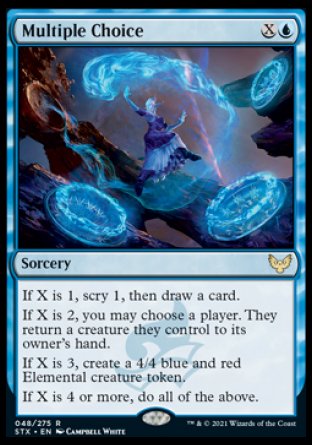 Multiple Choice X
Sorcery
If X is 1, scry 1, then draw a card.
If X is 2, you may choose a player. They
return a creature they control to its
owner's hand.
If X is 3, create a 4/4 blue and red
Elemental creature token.
If X is 4 or more, do all of the above.
048/275 R
STX • EN CAMPBELL WHITE
™ & © 2021 Wizards of the Coast